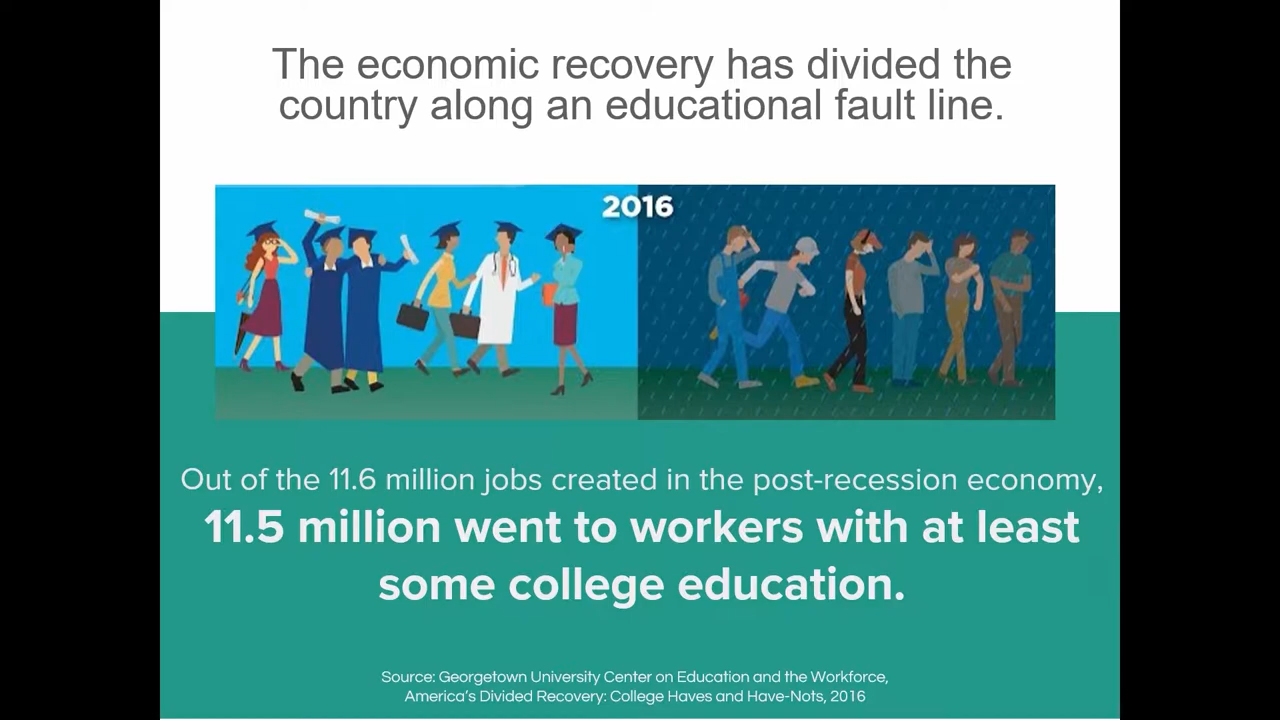 The economic recovery has divided the
country along an educational fault line.
2016
Out of the 11.6 million jobs created in the post-recession economy,
11.5 million went to workers with at least
some college education.
Source: Georgetown University Center on Education and the Workforce,
America's Divided Recovery: College Haves and Have-Nots, 2016